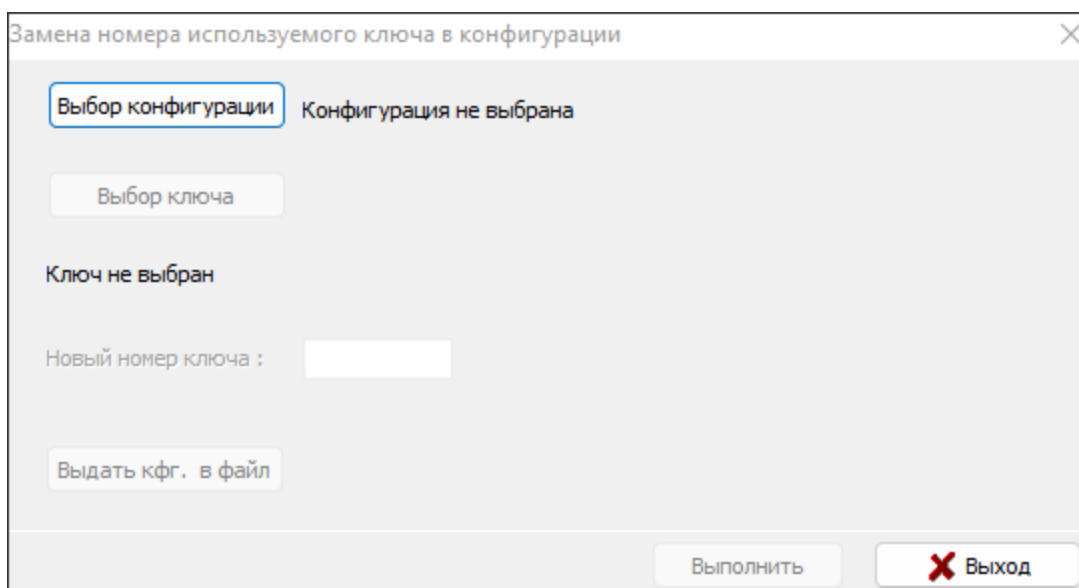 Замена номера используемого ключа в конфигурации
Выбор конфигурации Конфигурация не выбрана
Выбор ключа
Ключ не выбран
Новый номер ключа :
Выдать кфг. в файл
Выполнить Выход